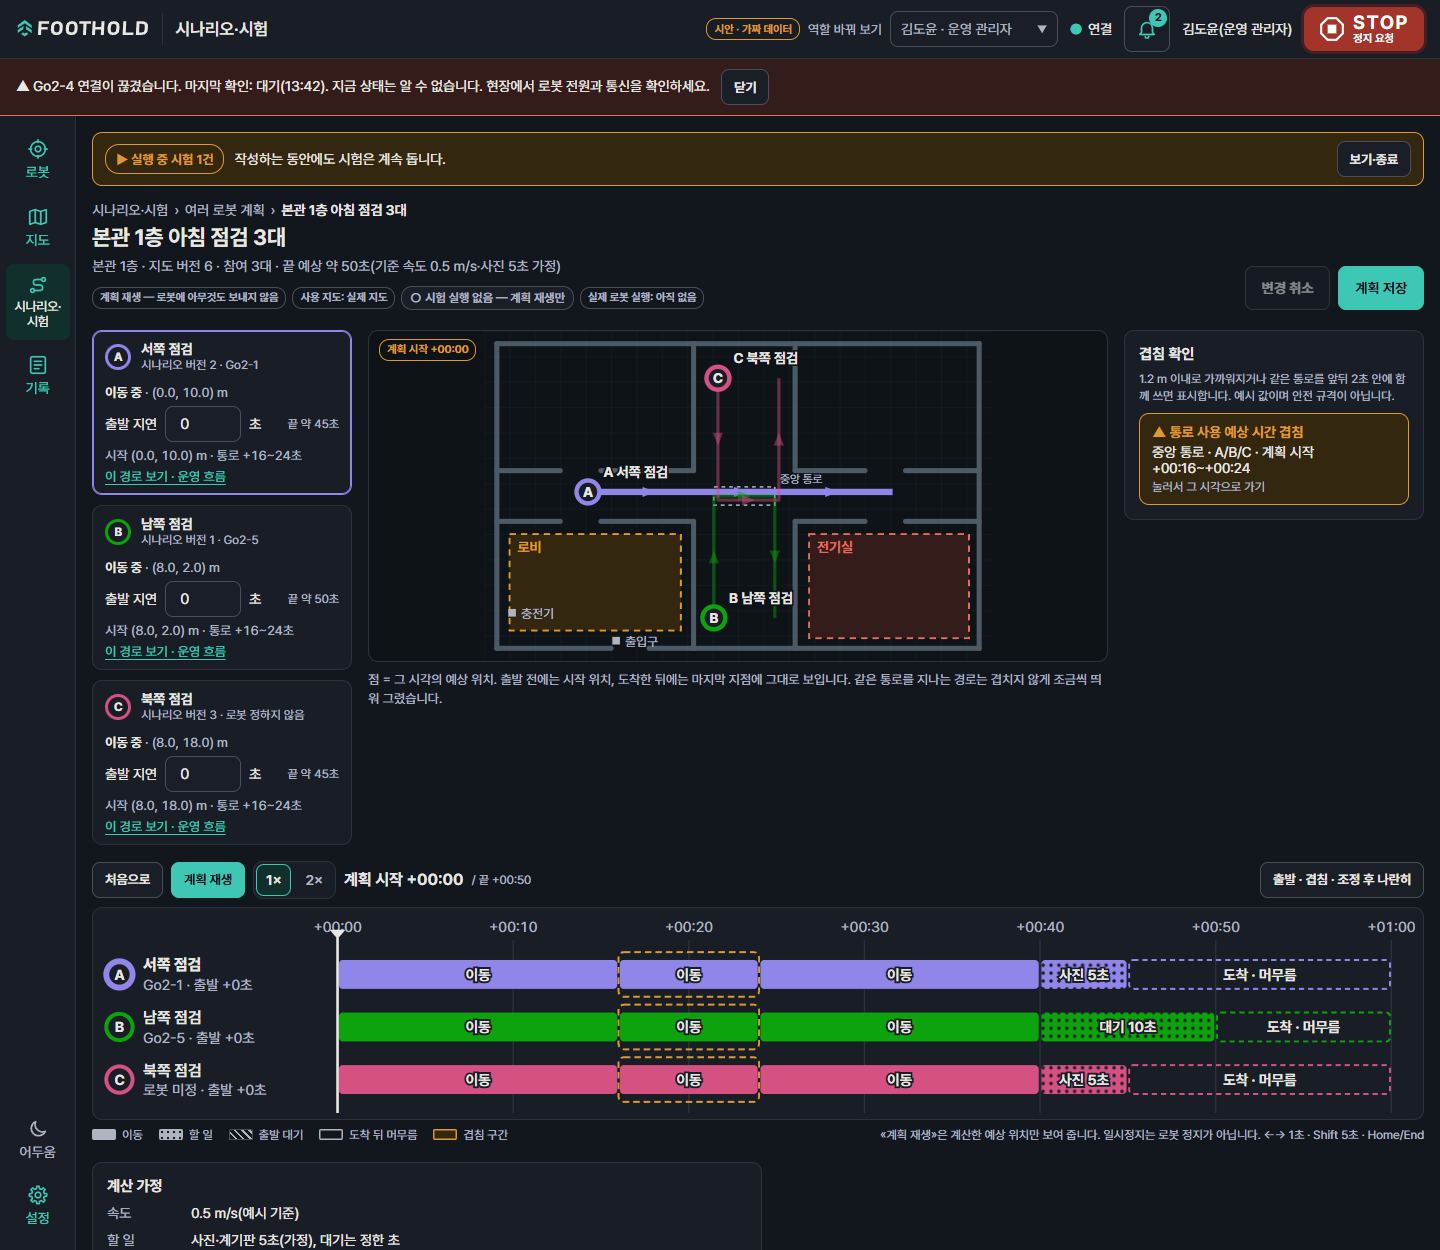 FOOTHOLD
시나리오·시험
시안·가짜 데이터
역할 바꿔 보기
김도윤 · 운영 관리자
연결
2
김도윤(운영 관리자)
STOP
정지 요청
▲ Go2-4 연결이 끊겼습니다. 마지막 확인: 대기(13:42). 지금 상태는 알 수 없습니다. 현장에서 로봇 전원과 통신을 확인하세요.
닫기
로봇
지도
시나리오·
시험
기록
어두움
설정
▶ 실행 중 시험 1건
작성하는 동안에도 시험은 계속 돕니다.
보기·종료
시나리오·시험 › 여러 로봇 계획 › 본관 1층 아침 점검 3대
본관 1층 아침 점검 3대
본관 1층 · 지도 버전 6 · 참여 3대 · 끝 예상 약 50초(기준 속도 0.5 m/s·사진 5초 가정)
계획 재생 — 로봇에 아무것도 보내지 않음
사용 지도: 실제 지도
시험 실행 없음 — 계획 재생만
실제 로봇 실행: 아직 없음
변경 취소
계획 저장
A
서쪽 점검
시나리오 버전 2 · Go2-1
이동 중 · (0.0, 10.0) m
출발 지연 0 초 끝 약 45초
시작 (0.0, 10.0) m · 통로 +16~24초
이 경로 보기 · 운영 흐름
B
남쪽 점검
시나리오 버전 1 · Go2-5
이동 중 · (8.0, 2.0) m
출발 지연 0 초 끝 약 50초
시작 (8.0, 2.0) m · 통로 +16~24초
이 경로 보기 · 운영 흐름
C
북쪽 점검
시나리오 버전 3 · 로봇 정하지 않음
이동 중 · (8.0, 18.0) m
출발 지연 0 초 끝 약 45초
시작 (8.0, 18.0) m · 통로 +16~24초
이 경로 보기 · 운영 흐름
계획 시작 +00:00
C 북쪽 점검
C
A 서쪽 점검
A
중앙 통로
로비
전기실
충전기
B 남쪽 점검
B
출입구
점 = 그 시각의 예상 위치. 출발 전에는 시작 위치, 도착한 뒤에는 마지막 지점에 그대로 보입니다. 같은 통로를 지나는 경로는 겹치지 않게 조금씩 띄
워 그렸습니다.
겹침 확인
1.2 m 이내로 가까워지거나 같은 통로를 앞뒤 2초 안에 함
께 쓰면 표시합니다. 예시 값이며 안전 규격이 아닙니다.
▲ 통로 사용 예상 시간 겹침
중앙 통로 · A/B/C · 계획 시작
+00:16~+00:24
눌러서 그 시각으로 가기
처음으로
계획 재생
1×
2×
계획 시작 +00:00 / 끝 +00:50
출발 · 겹침 · 조정 후 나란히
+00:00 +00:10 +00:20 +00:30 +00:40 +00:50 +01:00
A
서쪽 점검
Go2-1 · 출발 +0초
이동 이동 이동 사진 5초 도착 · 머무름
B
남쪽 점검
Go2-5 · 출발 +0초
이동 이동 이동 대기 10초 도착 · 머무름
C
북쪽 점검
로봇 미정 · 출발 +0초
이동 이동 이동 사진 5초 도착 · 머무름
이동 할 일 출발 대기 도착 뒤 머무름 겹침 구간
«계획 재생»은 계산한 예상 위치만 보여 줍니다. 일시정지는 로봇 정지가 아닙니다. ←→ 1초 · Shift 5초 · Home/End
계산 가정
속도 0.5 m/s(예시 기준)
할 일 사진·계기판 5초(가정), 대기는 정한 초